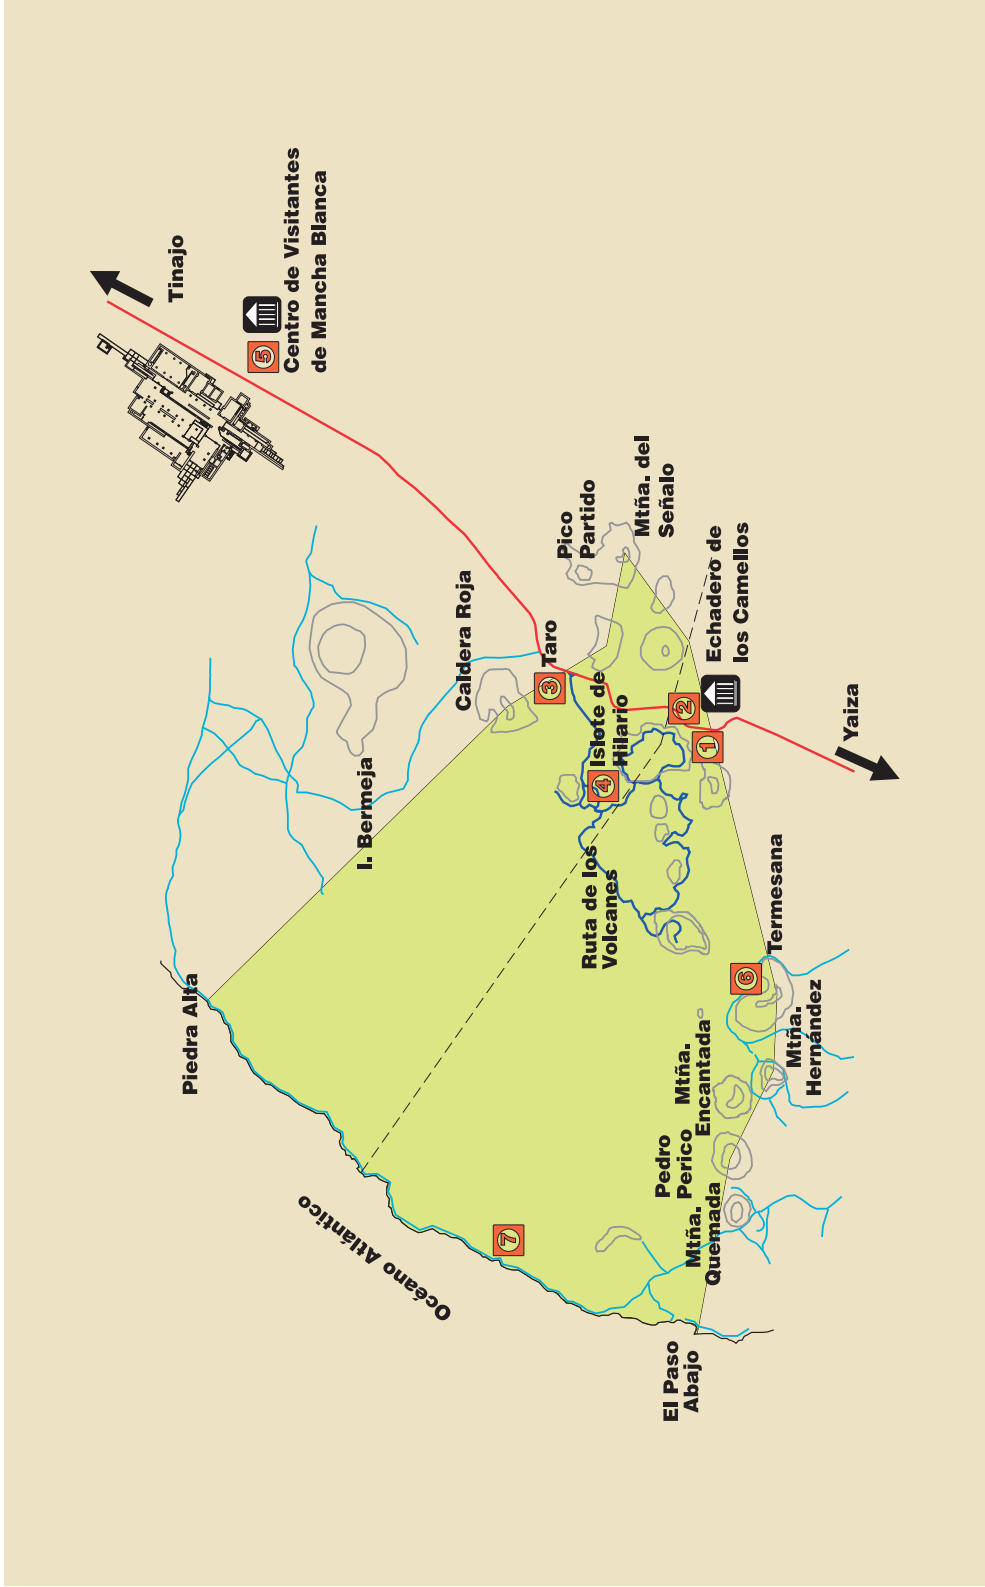 Tinajo
5
Centro de Visitantes
de Mancha Blanca
Pico
Partido
Mtña. del
Señalo
Caldera Roja
Taro
3
Echadero de
los Camellos
2
1
Islote de
Hilario
4
Yaiza
I. Bermeja
Ruta de los
Volcanes
Termesana
6
Piedra Alta
Mtña.
Hernández
Mtña.
Encantada
Pedro
Perico
Mtña.
Quemada
7
Océano Atlántico
El Paso
Abajo